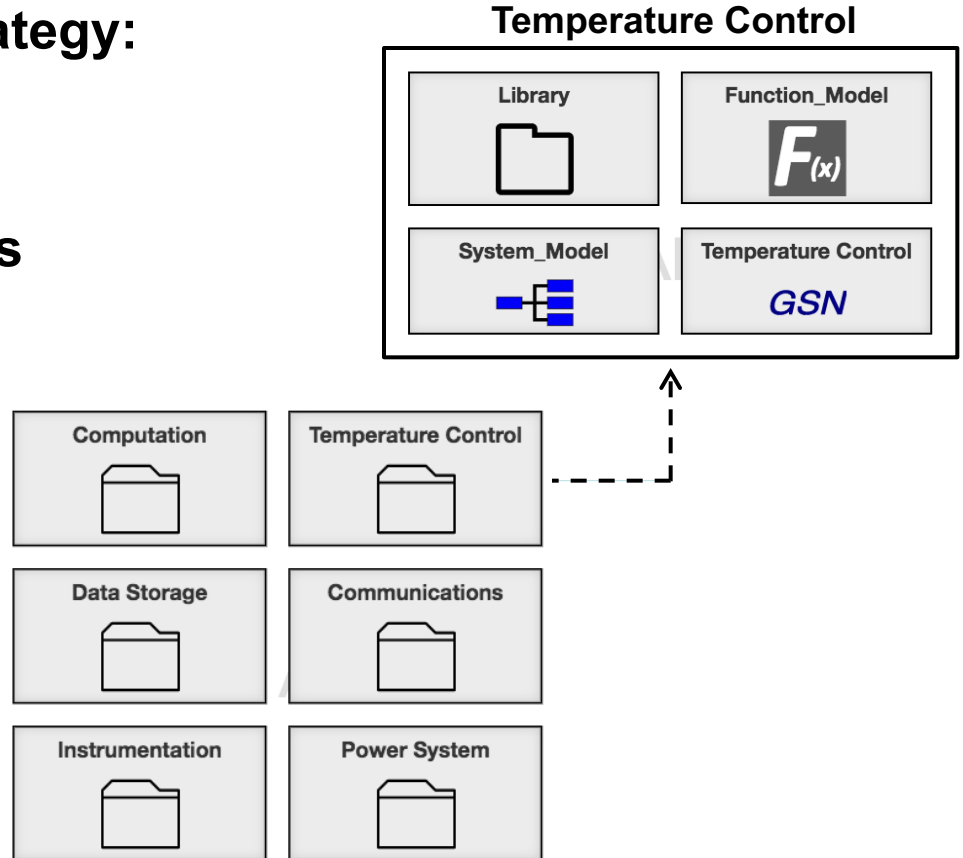 ategy:
s
Temperature Control
Library
Function_Model
F(x)
System_Model
Temperature Control
GSN
Computation
Temperature Control
Data Storage
Communications
Instrumentation
Power System